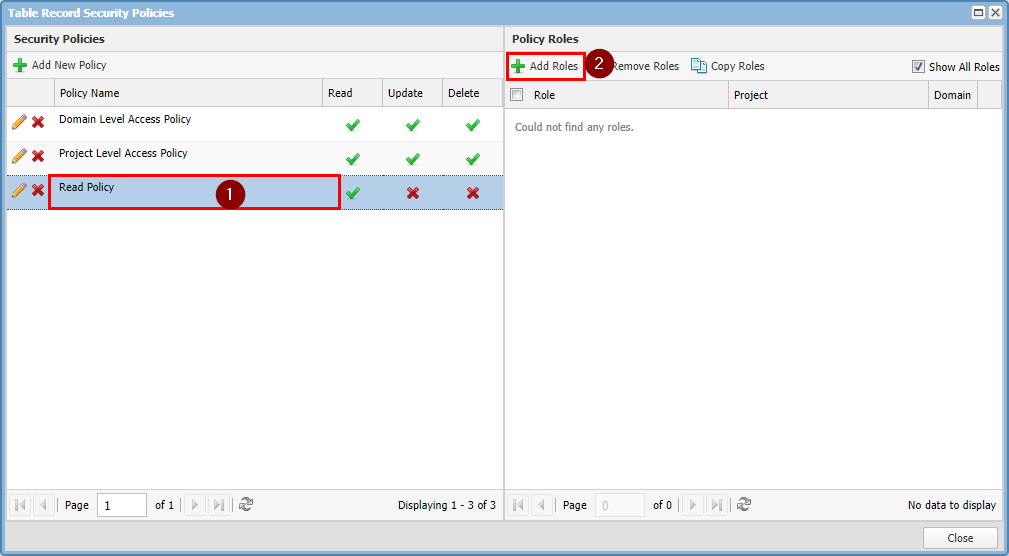 Table Record Security Policies
Security Policies
Add New Policy
Policy Name Read Update Delete
Domain Level Access Policy
Project Level Access Policy
Read Policy
1
Page 1 of 1
Displaying 1 - 3 of 3
Policy Roles
Add Roles
2
Remove Roles
Copy Roles
Show All Roles
Role Project Domain
Could not find any roles.
Page 0 of 0
No data to display
Close